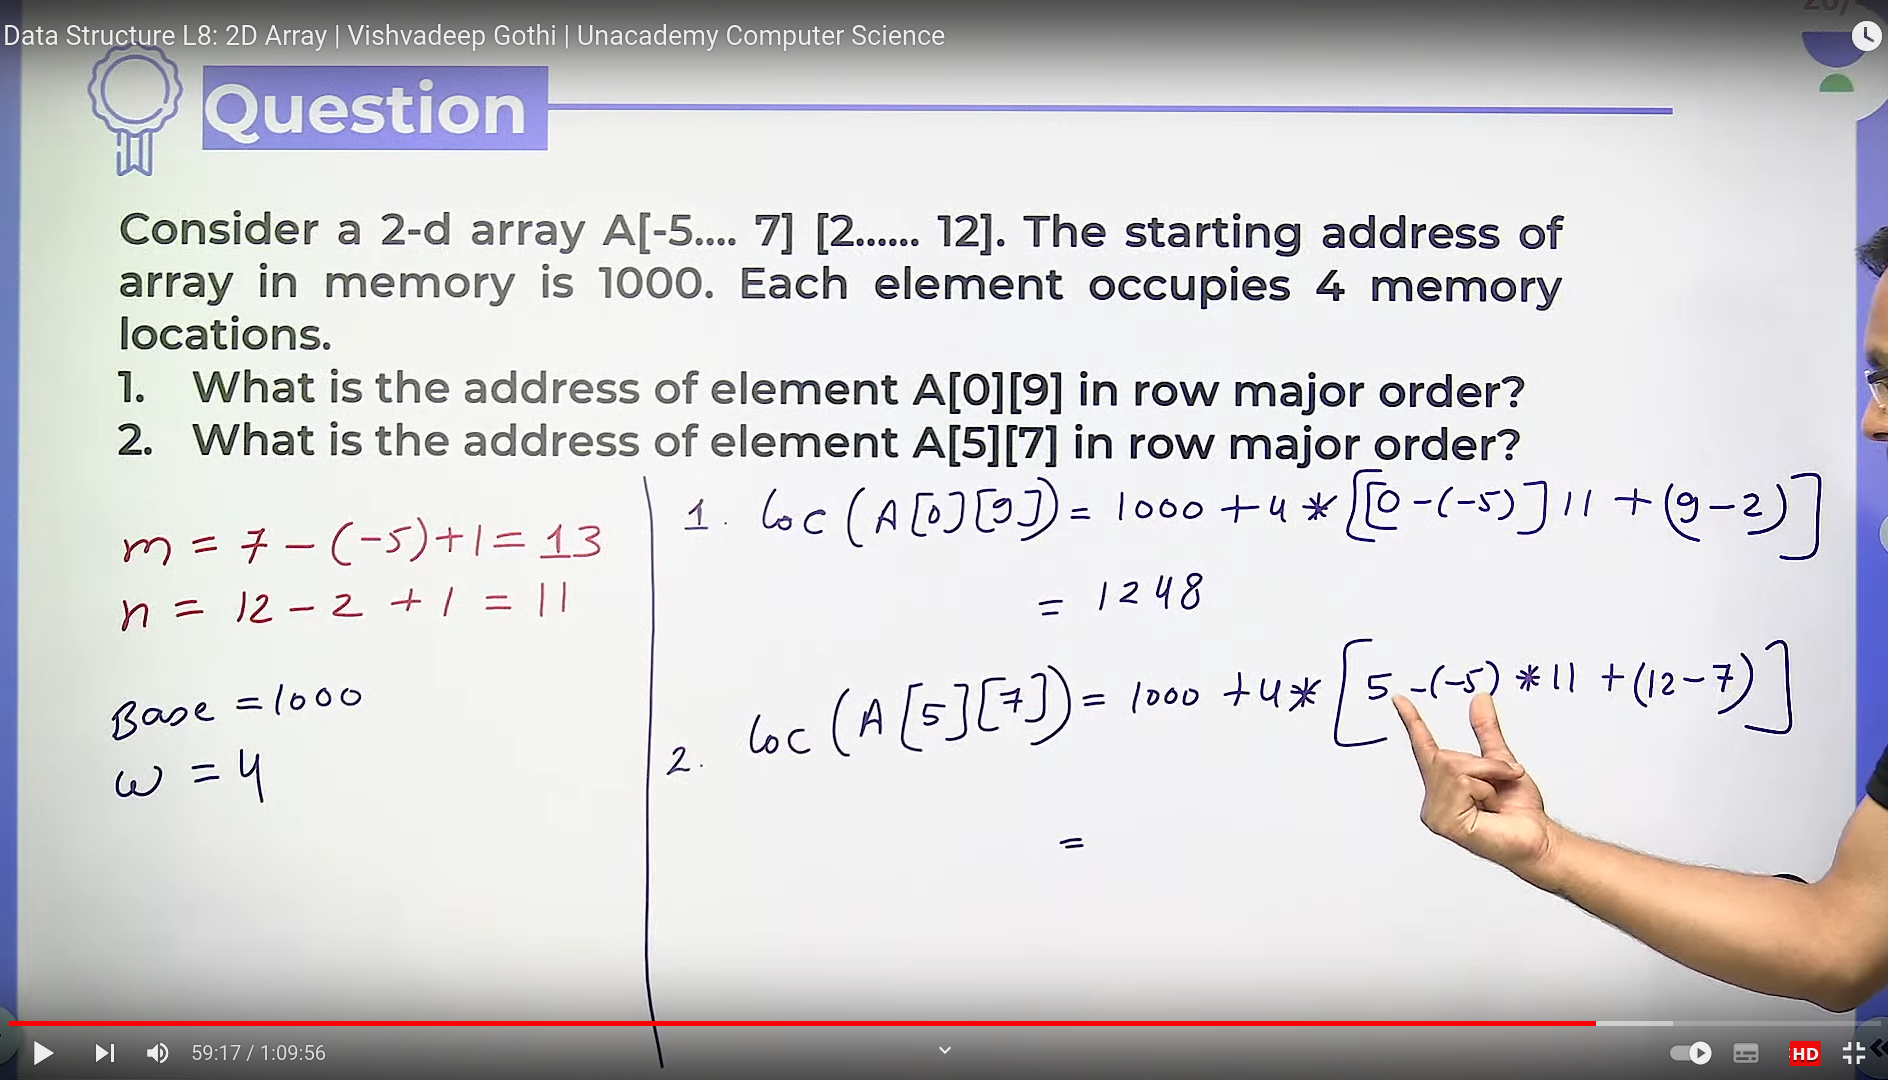 Data Structure L8: 2D Array | Vishvadeep Gothi | Unacademy Computer Science
Question
Consider a 2-d array A[-5.... 7] [2...... 12]. The starting address of
array in memory is 1000. Each element occupies 4 memory
locations.
1. What is the address of element A[0][9] in row major order?
2. What is the address of element A[5][7] in row major order?
m = 7 - (-5) + 1 = 13
n = 12 - 2 + 1 = 11
Base = 1000
w = 4
1. loc (A[0][9]) = 1000 + 4 * [[0 - (-5)] 11 + (9 - 2)]
= 1248
2. loc (A[5][7]) = 1000 + 4 * [5 - (-5) * 11 + (12 - 7)]
=
59:17 / 1:09:56
HD